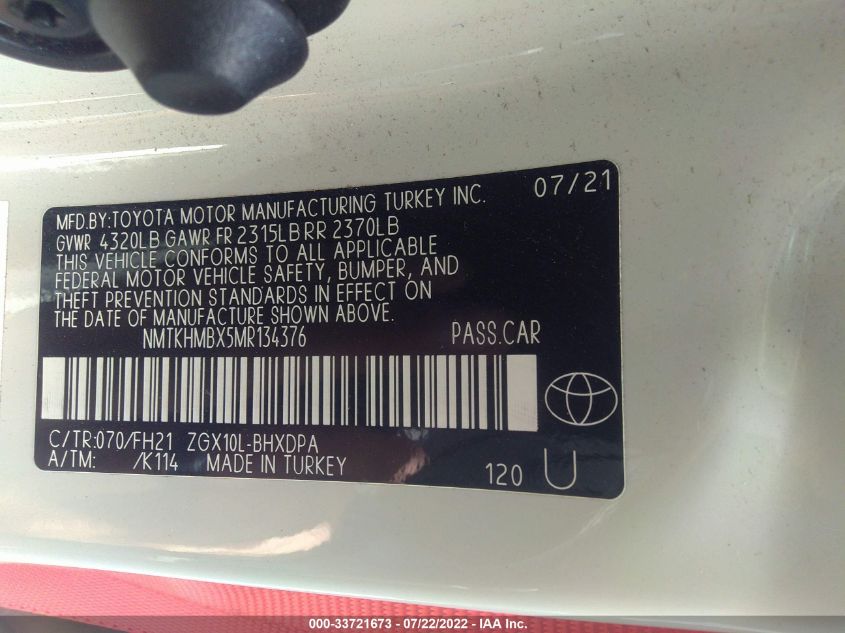 MFD.BY:TOYOTA MOTOR MANUFACTURING TURKEY INC. 07/21
GVWR 4320LB GAWR FR 2315LB RR 2370LB
THIS VEHICLE CONFORMS TO ALL APPLICABLE
FEDERAL MOTOR VEHICLE SAFETY, BUMPER, AND
THEFT PREVENTION STANDARDS IN EFFECT ON
THE DATE OF MANUFACTURE SHOWN ABOVE.
NMTKHMBX5MR134376 PASS.CAR
C/TR:070/FH21 ZGX10L-BHXDPA
A/TM: /K114 MADE IN TURKEY 120 U
000-33721673 - 07/22/2022 - IAA Inc.